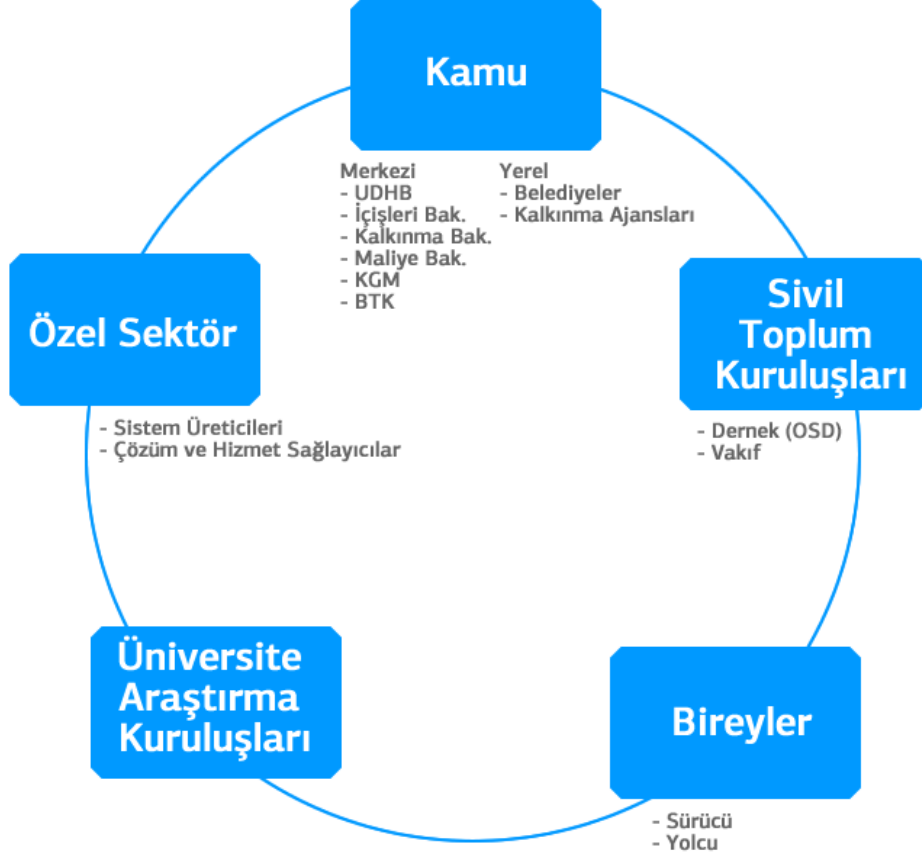 Kamu
Merkezi
- UDHB
- İçişleri Bak.
- Kalkınma Bak.
- Maliye Bak.
- KGM
- BTK
Yerel
- Belediyeler
- Kalkınma Ajansları
Özel Sektör
- Sistem Üreticileri
- Çözüm ve Hizmet Sağlayıcılar
Sivil
Toplum
Kuruluşları
- Dernek (OSD)
- Vakıf
Üniversite
Araştırma
Kuruluşları
Bireyler
- Sürücü
- Yolcu